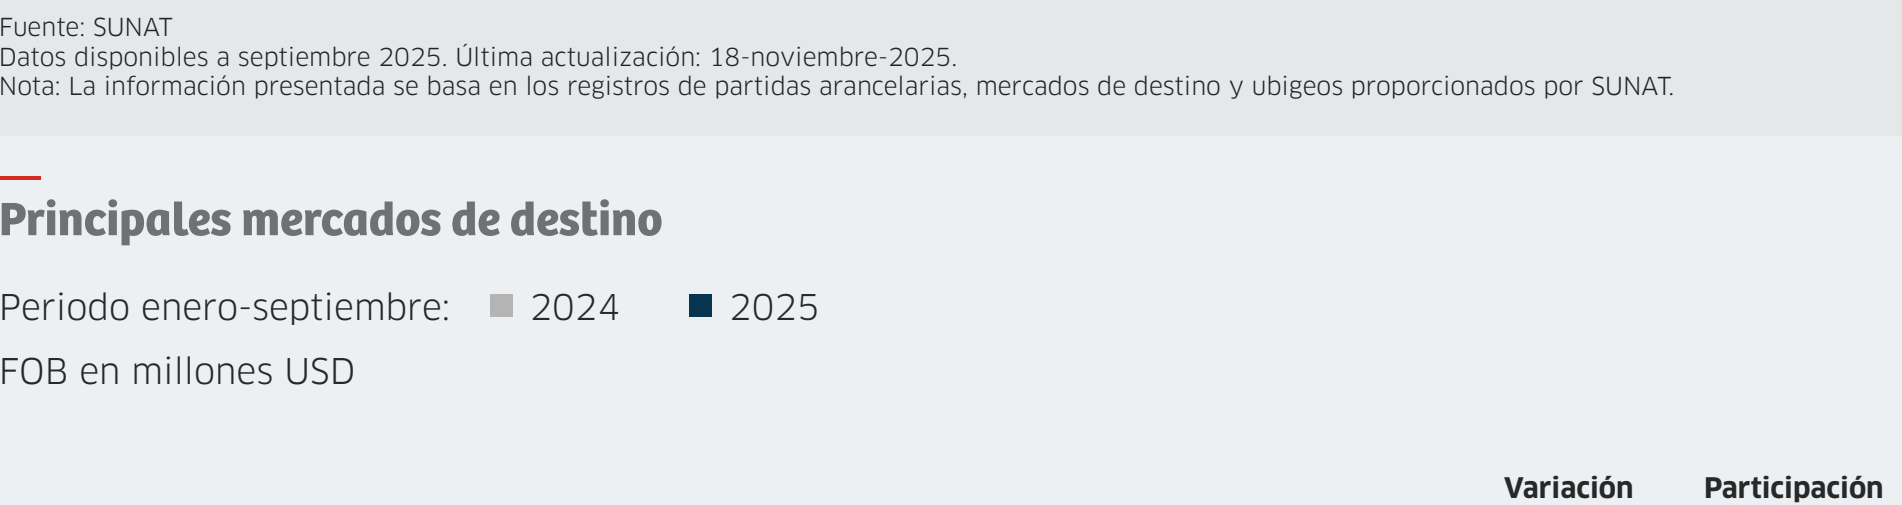 Fuente: SUNAT
Datos disponibles a septiembre 2025. Última actualización: 18-noviembre-2025.
Nota: La información presentada se basa en los registros de partidas arancelarias, mercados de destino y ubigeos proporcionados por SUNAT.
Principales mercados de destino
Periodo enero-septiembre: 2024 2025
FOB en millones USD
Variación Participación